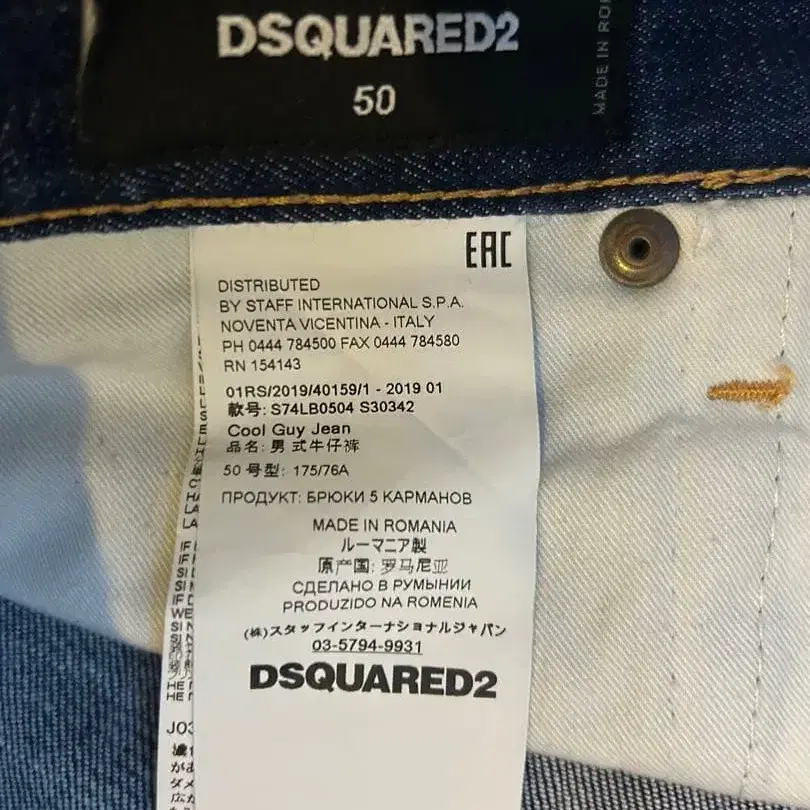 DSQUARED2
50
MADE IN
EAC
DISTRIBUTED
BY STAFF INTERNATIONAL S.P.A.
NOVENTA VICENTINA - ITALY
PH 0444 784500 FAX 0444 784580
RN 154143
01RS/2019/40159/1 - 2019 01
款号: S74LB0504 S30342
Cool Guy Jean
品名: 男 式牛仔裤
50 号型: 175/76A
ПРОДУКТ: БРЮКИ 5 КАРМАНОВ
MADE IN ROMANIA
ルーマニア製
原产国: 罗马尼亚
СДЕЛАНО В РУМЫНИИ
PRODUZIDO NA ROMENIA
(株)スタッフインターナショナルジャパン
03-5794-9931
DSQUARED2